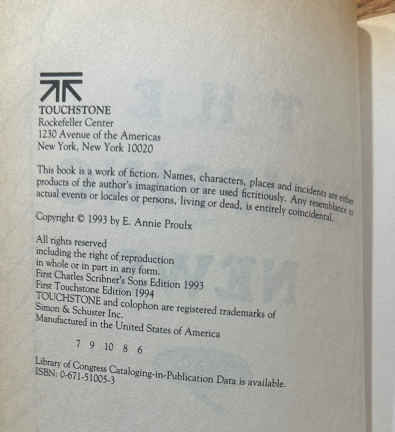 TOUCHSTONE
Rockefeller Center
1230 Avenue of the Americas
New York, New York 10020
This book is a work of fiction. Names, characters, places and incidents are either
products of the author's imagination or are used fictitiously. Any resemblance to
actual events or locales or persons, living or dead, is entirely coincidental.
Copyright © 1993 by E. Annie Proulx
All rights reserved
including the right of reproduction
in whole or in part in any form.
First Charles Scribner's Sons Edition 1993
First Touchstone Edition 1994
TOUCHSTONE and colophon are registered trademarks of
Simon & Schuster Inc.
Manufactured in the United States of America
7 9 10 8 6
Library of Congress Cataloging-in-Publication Data is available.
ISBN: 0-671-51005-3